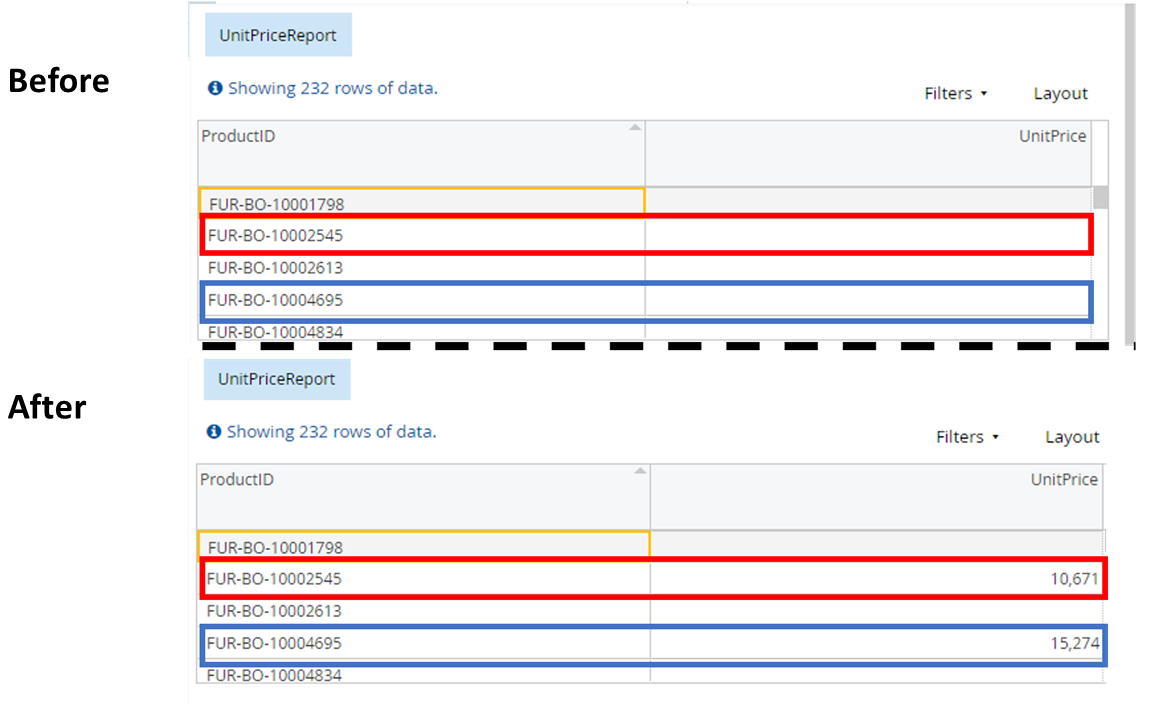 Before
UnitPriceReport
Showing 232 rows of data.
Filters Layout
ProductID UnitPrice
FUR-BO-10001798
FUR-BO-10002545
FUR-BO-10002613
FUR-BO-10004695
FUR-BO-10004834
After
UnitPriceReport
Showing 232 rows of data.
Filters Layout
ProductID UnitPrice
FUR-BO-10001798
FUR-BO-10002545 10,671
FUR-BO-10002613
FUR-BO-10004695 15,274
FUR-BO-10004834